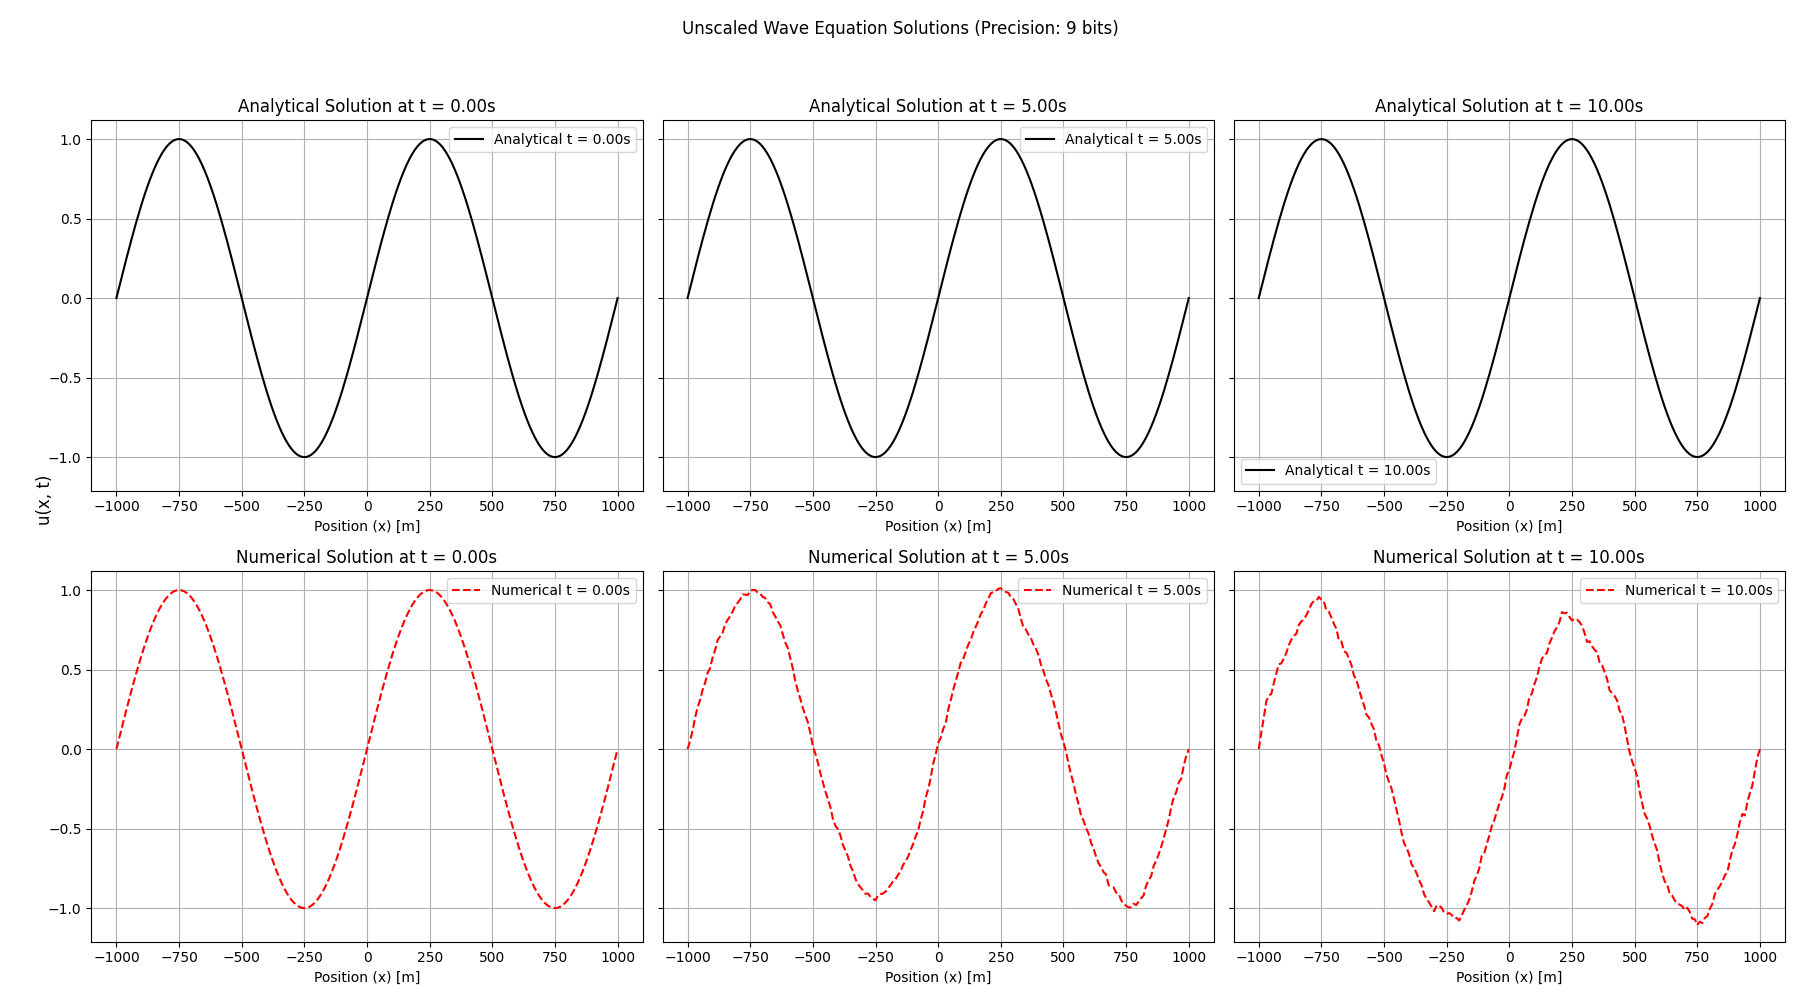 Unscaled Wave Equation Solutions (Precision: 9 bits)
Analytical Solution at t = 0.00s
Analytical Solution at t = 5.00s
Analytical Solution at t = 10.00s
1.0
0.5
0.0
−0.5
−1.0
Analytical t = 0.00s
Analytical t = 5.00s
Analytical t = 10.00s
−1000 −750 −500 −250 0 250 500 750 1000
−1000 −750 −500 −250 0 250 500 750 1000
−1000 −750 −500 −250 0 250 500 750 1000
Position (x) [m]
Position (x) [m]
Position (x) [m]
u(x, t)
Numerical Solution at t = 0.00s
Numerical Solution at t = 5.00s
Numerical Solution at t = 10.00s
1.0
0.5
0.0
−0.5
−1.0
Numerical t = 0.00s
Numerical t = 5.00s
Numerical t = 10.00s
−1000 −750 −500 −250 0 250 500 750 1000
−1000 −750 −500 −250 0 250 500 750 1000
−1000 −750 −500 −250 0 250 500 750 1000
Position (x) [m]
Position (x) [m]
Position (x) [m]